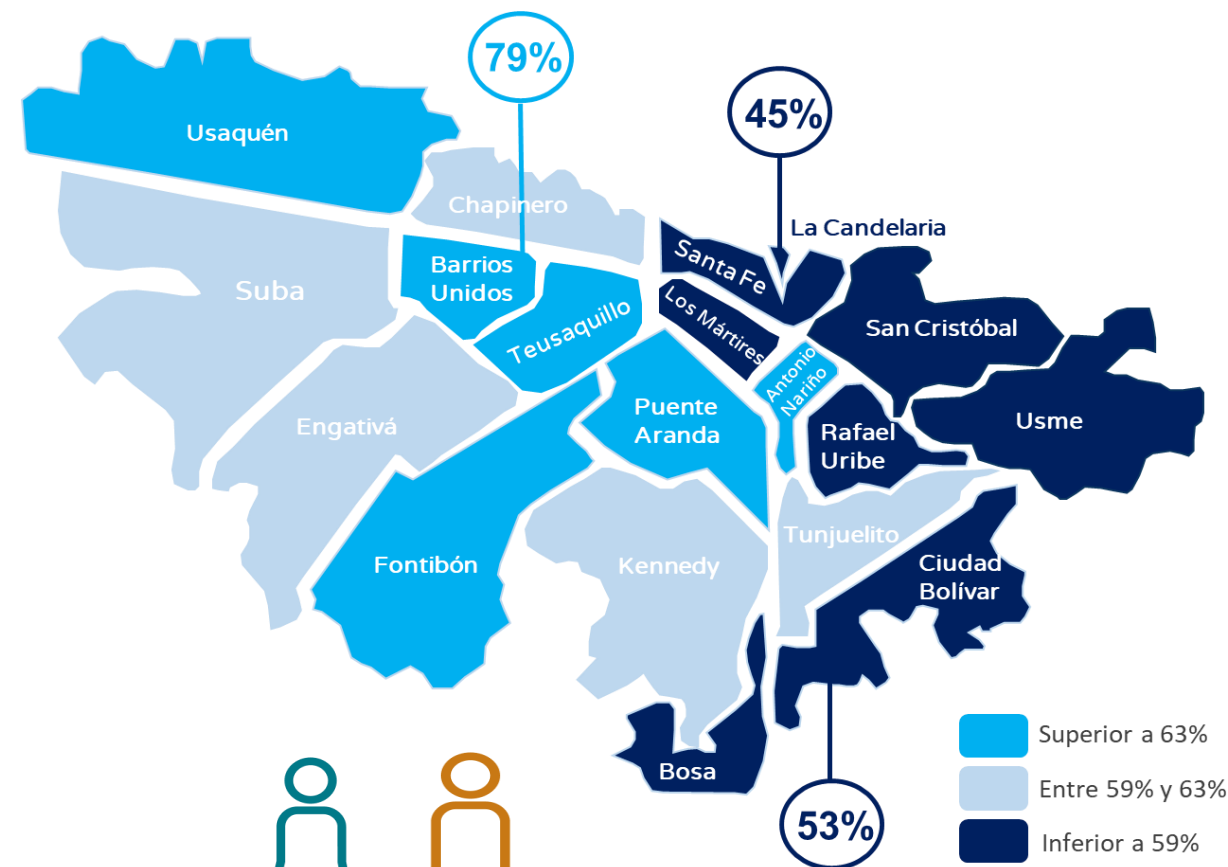 79%
45%
Usaquén
Chapinero
La Candelaria
Santa Fe
Barrios
Unidos
Suba
Los Mártires
San Cristóbal
Teusaquillo
Antonio
Nariño
Puente
Aranda
Engativá
Rafael
Uribe
Usme
Tunjuelito
Fontibón
Kennedy
Ciudad
Bolívar
Bosa
53%
Superior a 63%
Entre 59% y 63%
Inferior a 59%